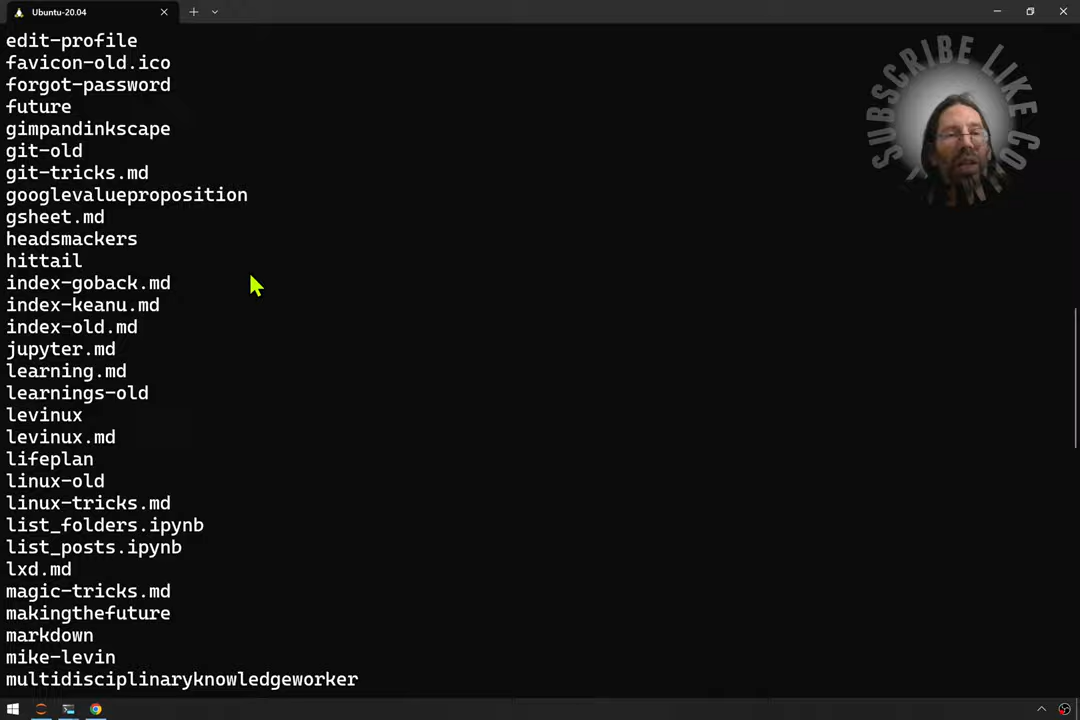 Ubuntu-20.04
edit-profile
favicon-old.ico
forgot-password
future
gimpandinkscape
git-old
git-tricks.md
googlevalueproposition
gsheet.md
headsmackers
hittail
index-goback.md
index-keanu.md
index-old.md
jupyter.md
learning.md
learnings-old
levinux
levinux.md
lifeplan
linux-old
linux-tricks.md
list_folders.ipynb
list_posts.ipynb
lxd.md
magic-tricks.md
makingthefuture
markdown
mike-levin
multidisciplinaryknowledgeworker
SUBSCRIBE LIKE